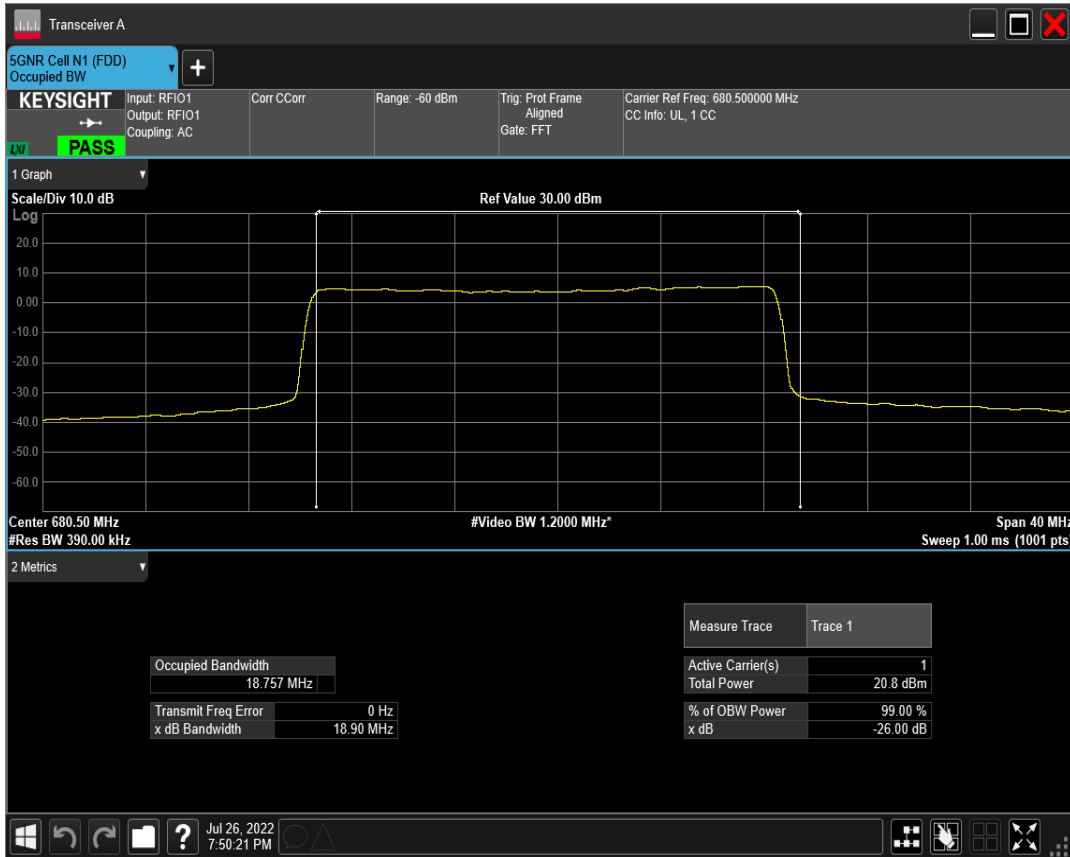 Transceiver A
5GNR Cell N1 (FDD)
Occupied BW
+
KEYSIGHT
LXI
PASS
Input: RFIO1
Output: RFIO1
Coupling: AC
Corr CCorr
Range: -60 dBm
Trig: Prot Frame
Aligned
Gate: FFT
Carrier Ref Freq: 680.500000 MHz
CC Info: UL, 1 CC
1 Graph
Scale/Div 10.0 dB
Ref Value 30.00 dBm
Log
20.0
10.0
0.00
-10.0
-20.0
-30.0
-40.0
-50.0
-60.0
Center 680.50 MHz
#Video BW 1.2000 MHz*
Span 40 MHz
#Res BW 390.00 kHz
Sweep 1.00 ms (1001 pts)
2 Metrics
Measure Trace Trace 1
Occupied Bandwidth
18.757 MHz
Active Carrier(s) 1
Total Power 20.8 dBm
Transmit Freq Error 0 Hz
x dB Bandwidth 18.90 MHz
% of OBW Power 99.00 %
x dB -26.00 dB
?
Jul 26, 2022
7:50:21 PM